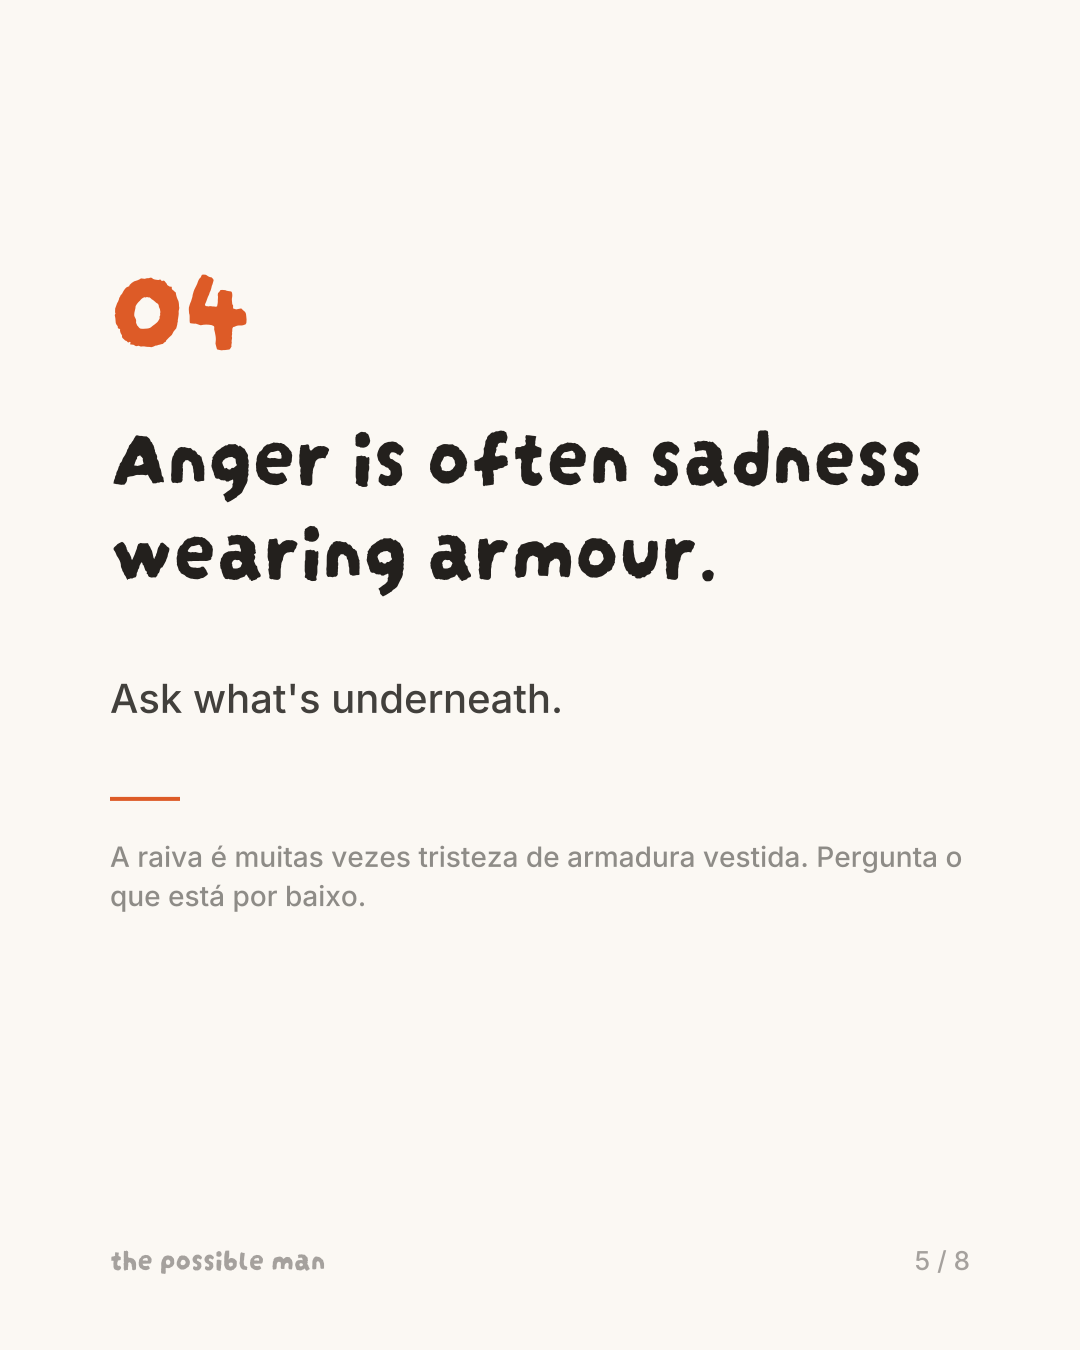 04
Anger is often sadness
wearing armour.
Ask what's underneath.
A raiva é muitas vezes tristeza de armadura vestida. Pergunta o
que está por baixo.
the possible man
5 / 8